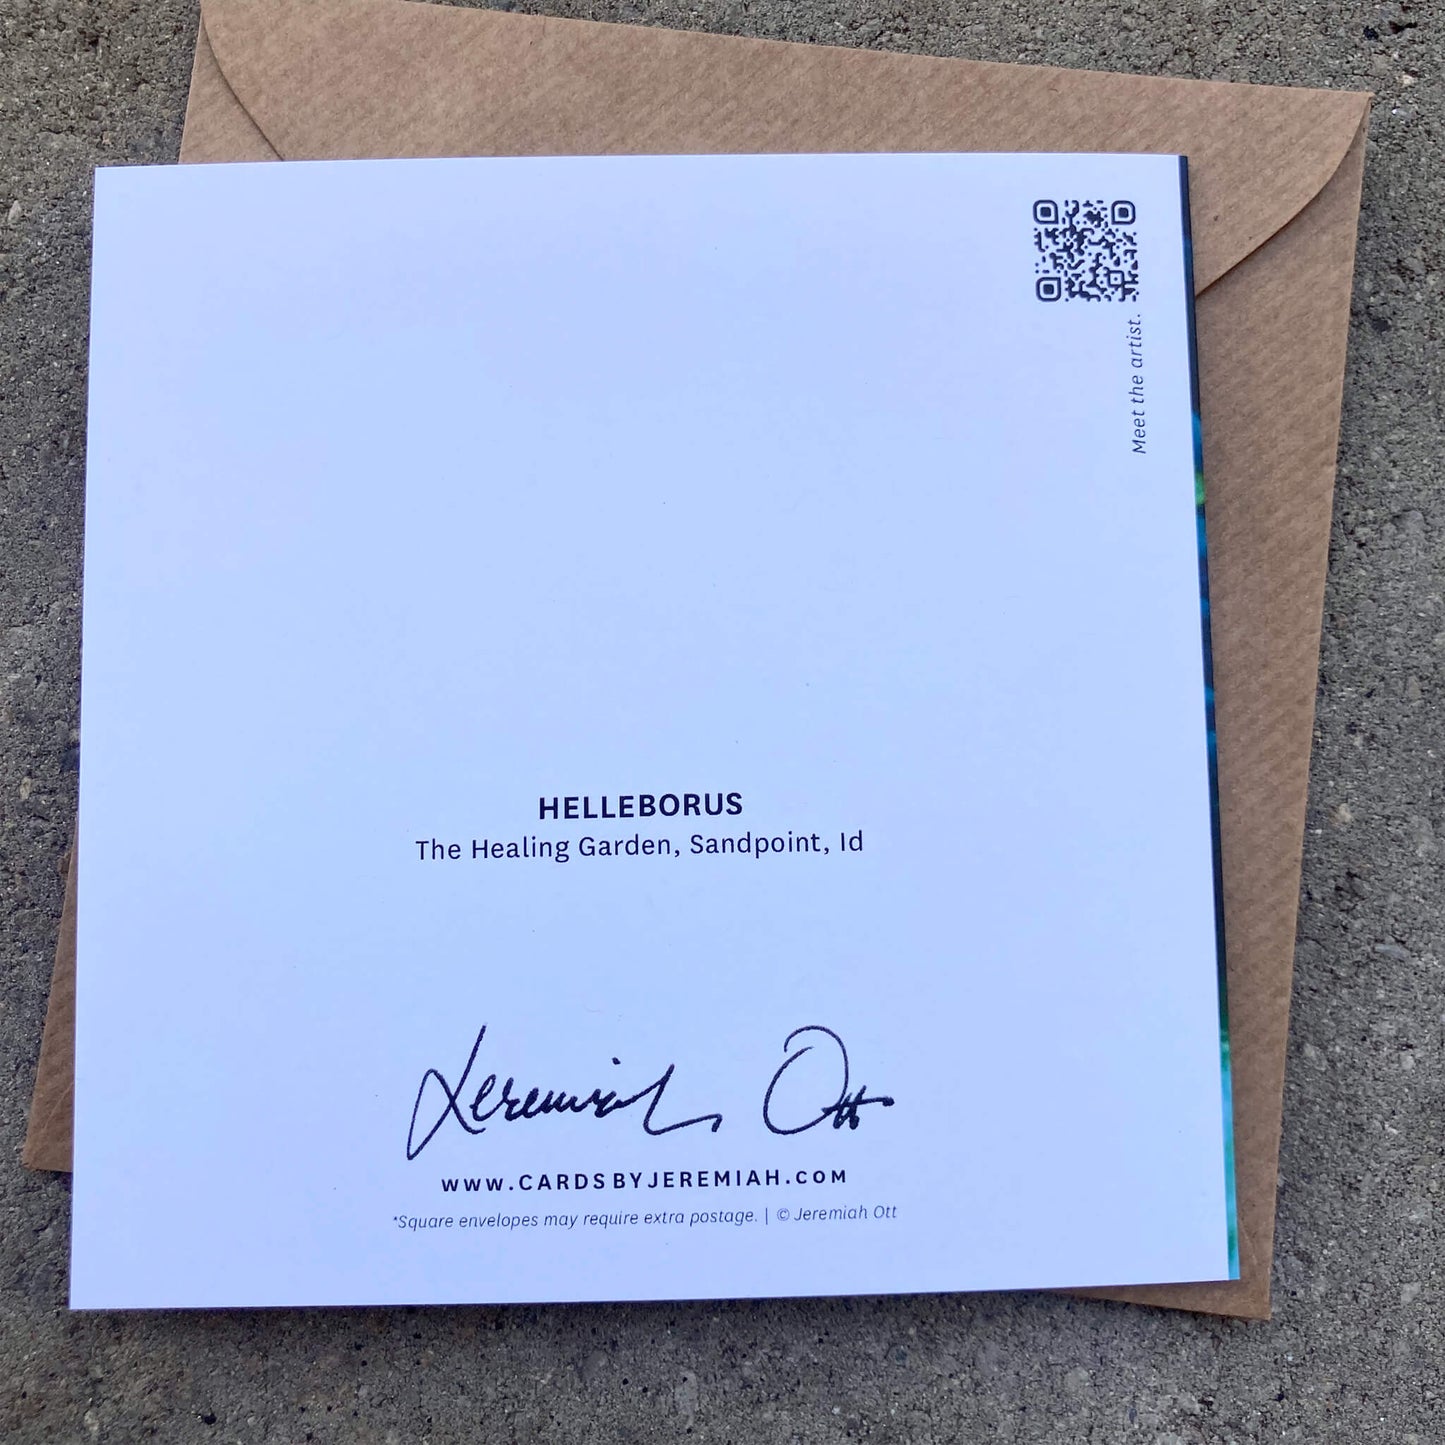 Meet the artist.
HELLEBORUS
The Healing Garden, Sandpoint, Id
Jeremiah Ott
WWW.CARDSBYJEREMIAH.COM
*Square envelopes may require extra postage. | © Jeremiah Ott